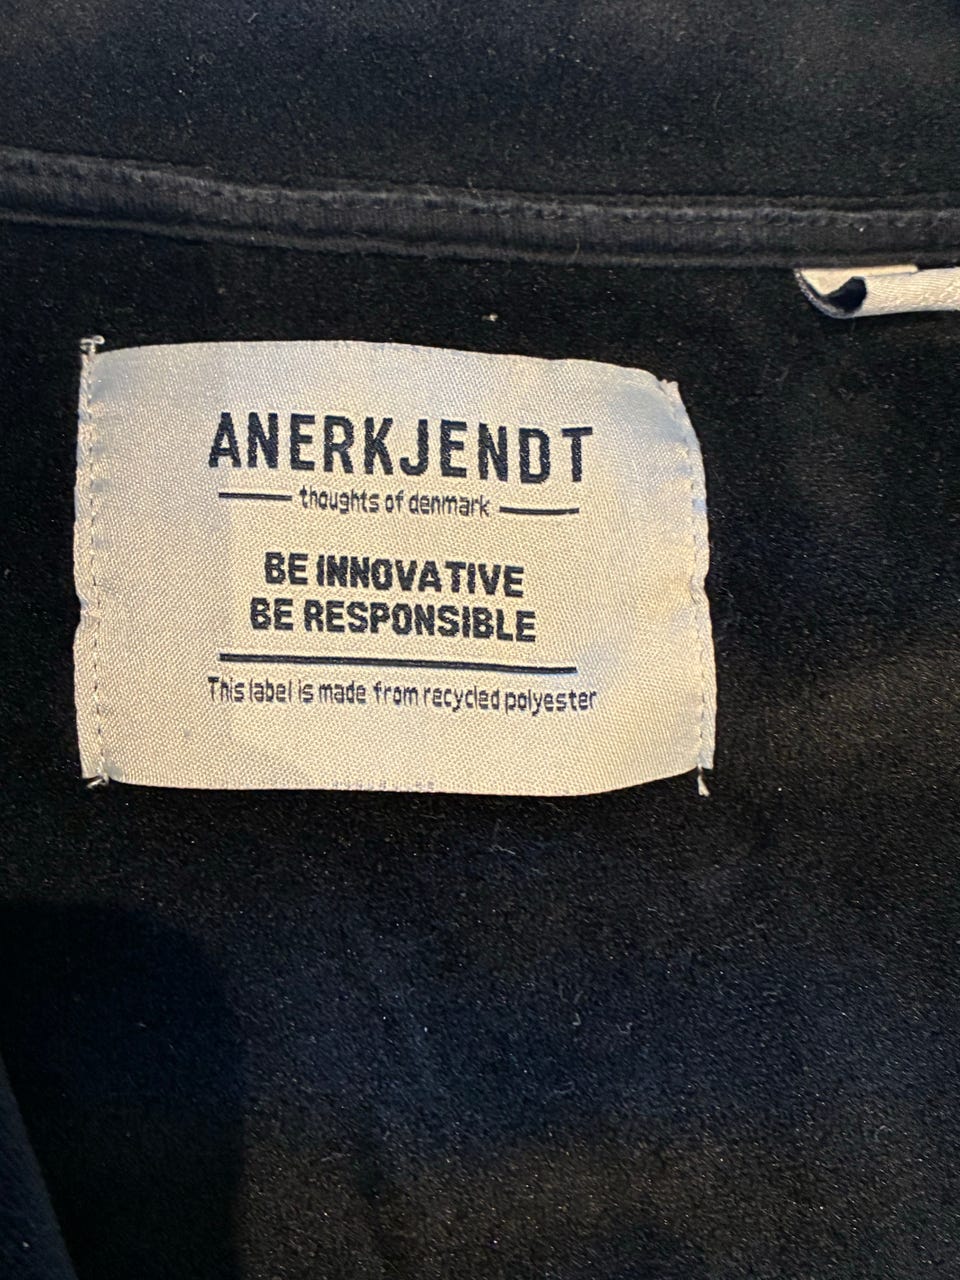 ANERKJENDT
thoughts of denmark
BE INNOVATIVE
BE RESPONSIBLE
This label is made from recycled polyester